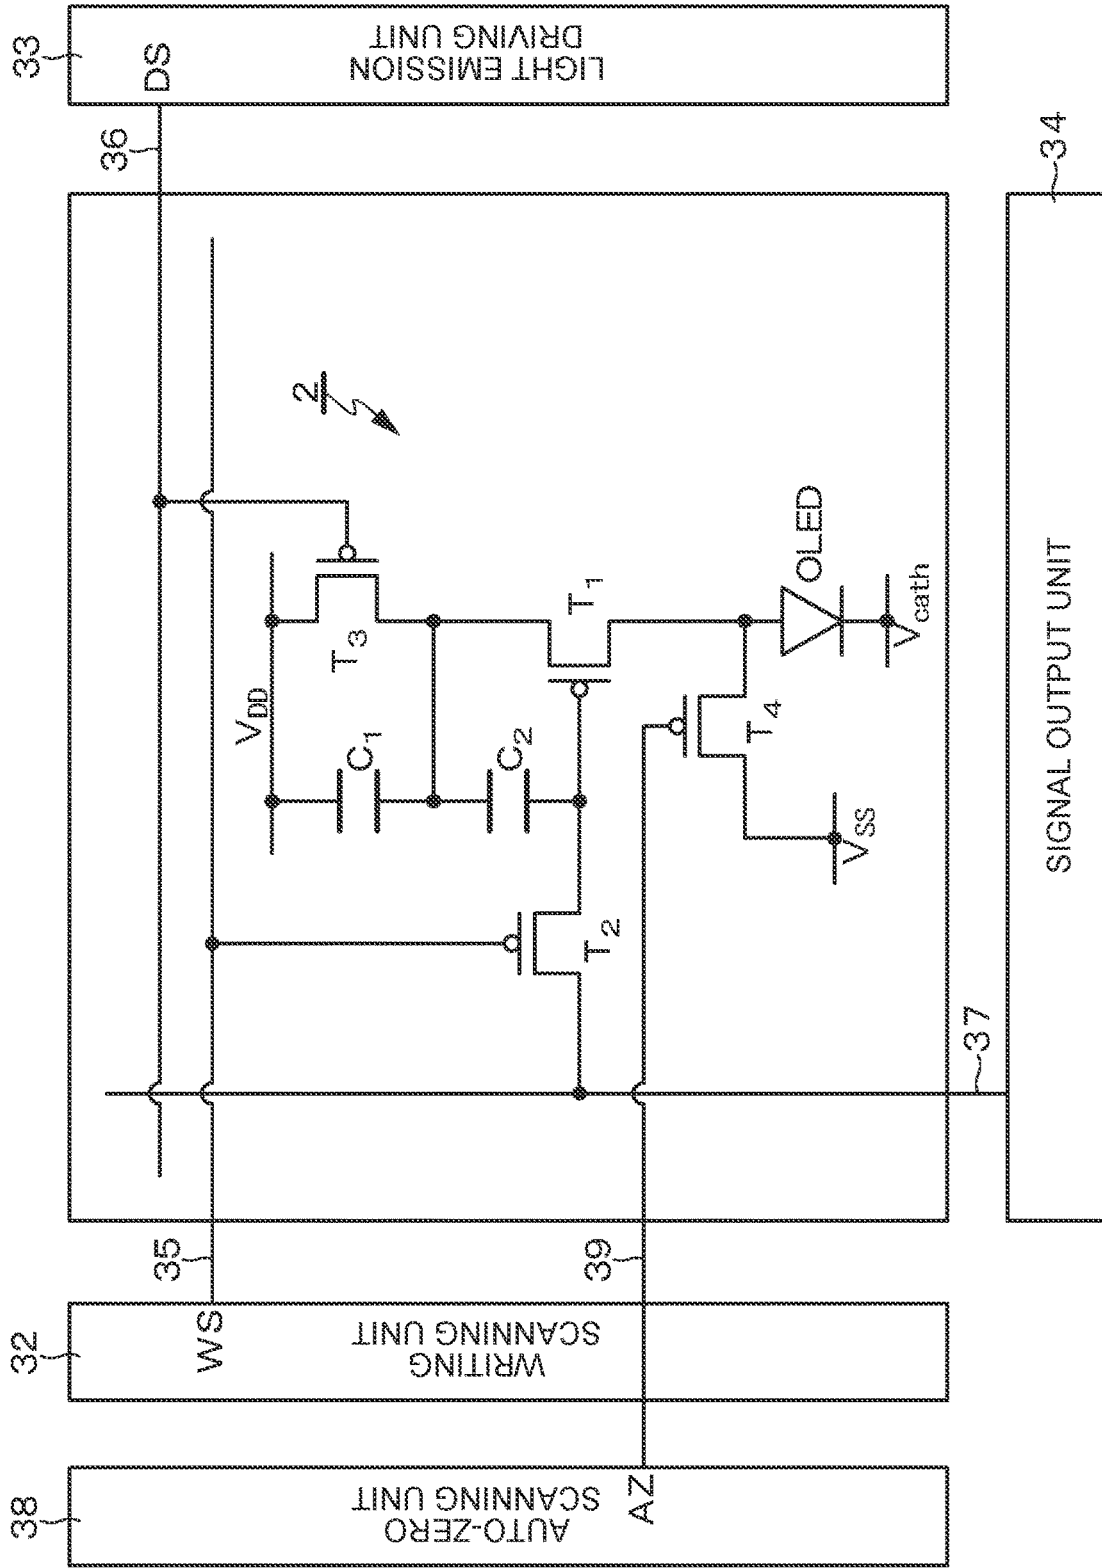 38
AUTO-ZERO
SCANNING UNIT
AZ
32
WRITING
SCANNING UNIT
WS
35
39
33
LIGHT EMISSION
DRIVING UNIT
DS
36
2
VDD
C1
T3
C2
T1
T2
T4
OLED
VSS
Vcath
37
34
SIGNAL OUTPUT UNIT